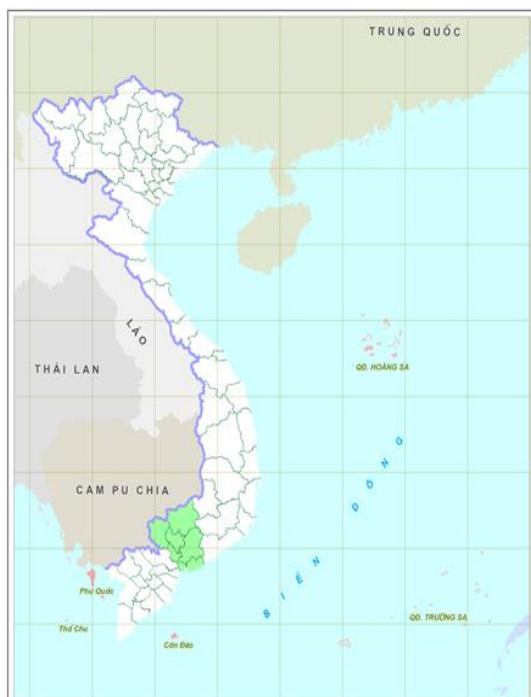 TRUNG QUỐC
LÀO
THÁI LAN
QĐ. HOÀNG SA
CAM PU CHIA
BIỂN ĐÔNG
Phú Quốc
Thổ Chu
Côn Đảo
QĐ. TRƯỜNG SA